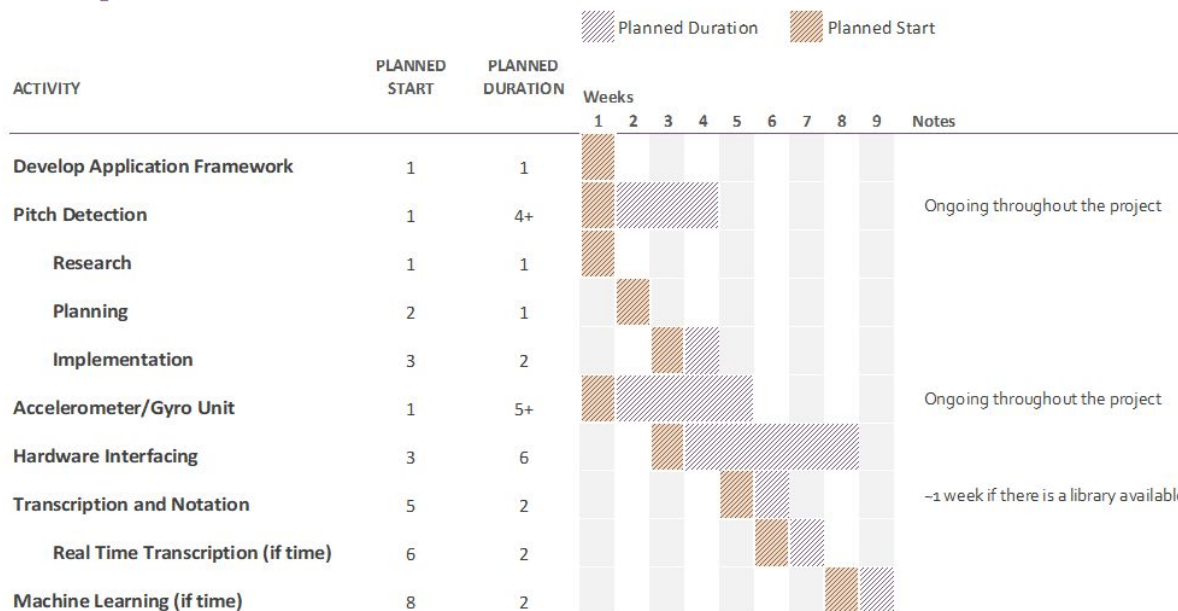 Planned Duration Planned Start
PLANNED PLANNED
ACTIVITY START DURATION Weeks
1 2 3 4 5 6 7 8 9 Notes
Develop Application Framework 1 1
Pitch Detection 1 4+ Ongoing throughout the project
Research 1 1
Planning 2 1
Implementation 3 2
Accelerometer/Gyro Unit 1 5+ Ongoing throughout the project
Hardware Interfacing 3 6
Transcription and Notation 5 2 ~1 week if there is a library available
Real Time Transcription (if time) 6 2
Machine Learning (if time) 8 2